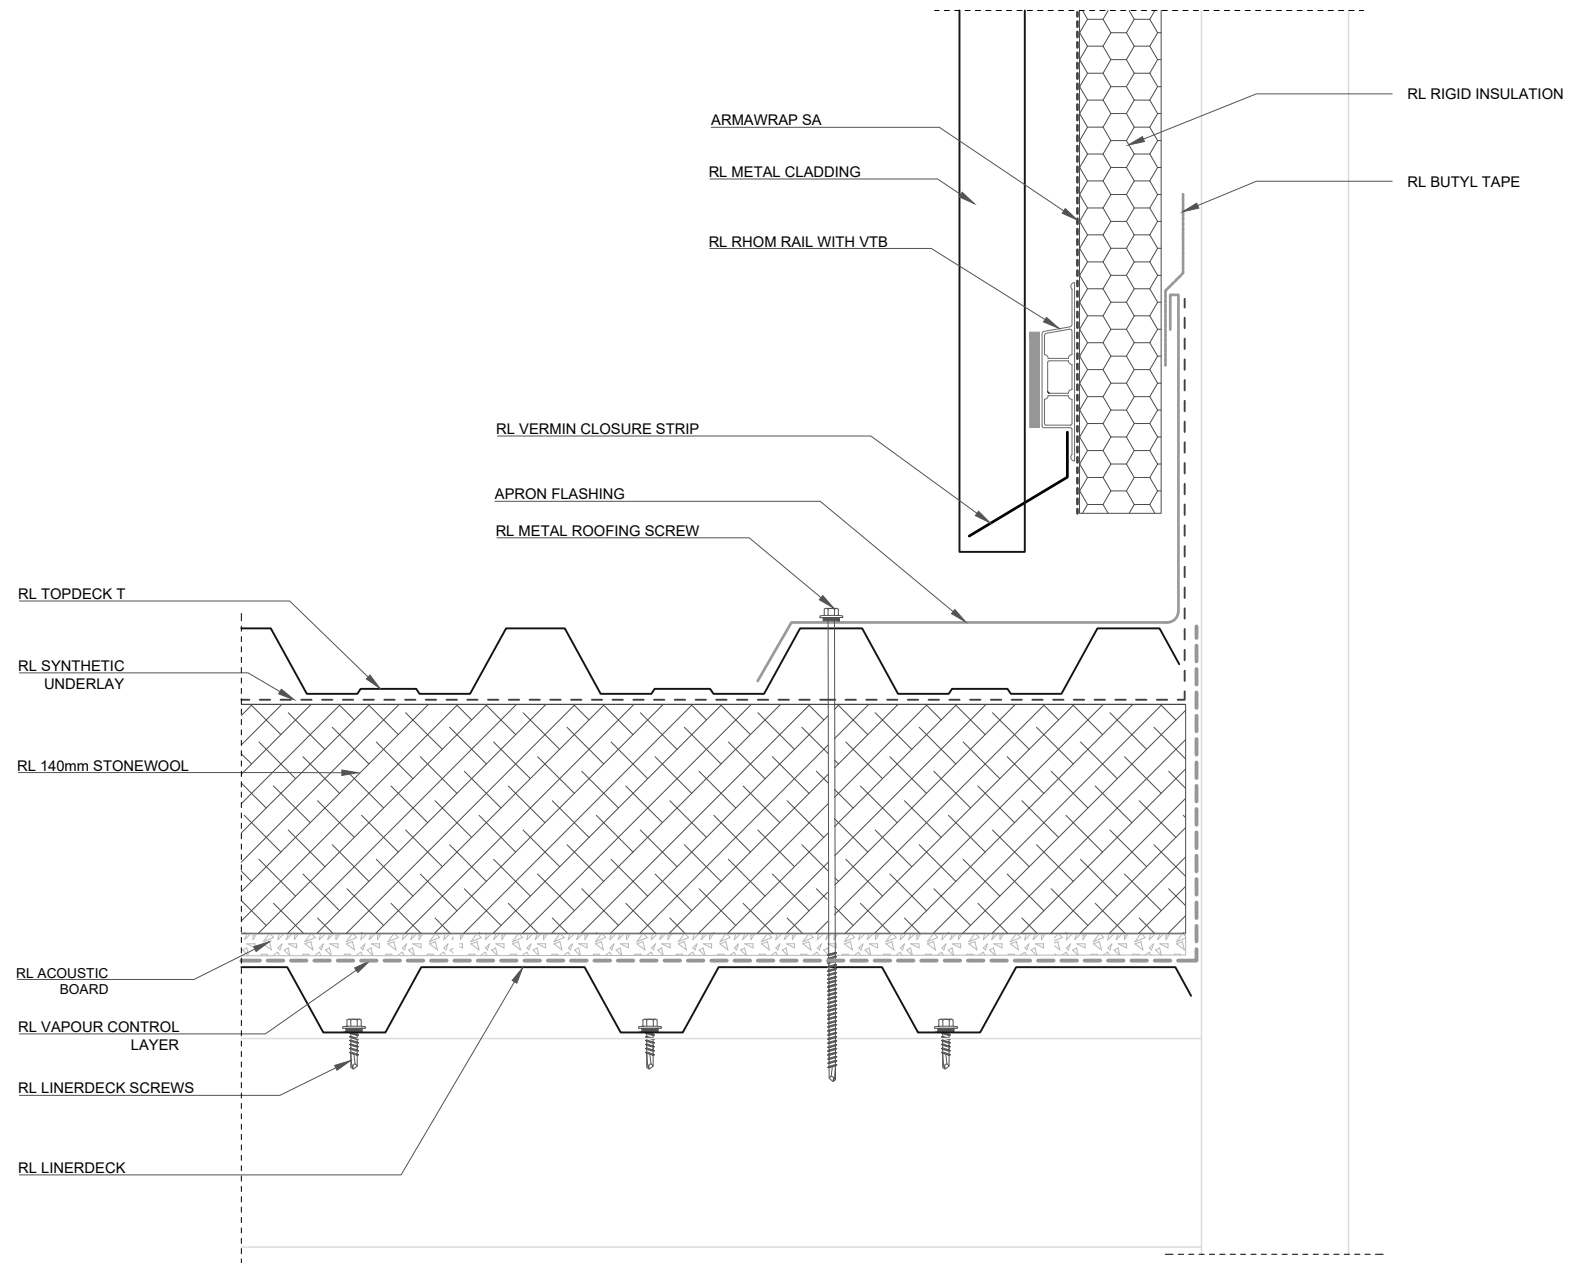 RL RIGID INSULATION
ARMAWRAP SA
RL METAL CLADDING
RL BUTYL TAPE
RL RHOM RAIL WITH VTB
RL VERMIN CLOSURE STRIP
APRON FLASHING
RL METAL ROOFING SCREW
RL TOPDECK T
RL SYNTHETIC
UNDERLAY
RL 140mm STONEWOOL
RL ACOUSTIC
BOARD
RL VAPOUR CONTROL
LAYER
RL LINERDECK SCREWS
RL LINERDECK